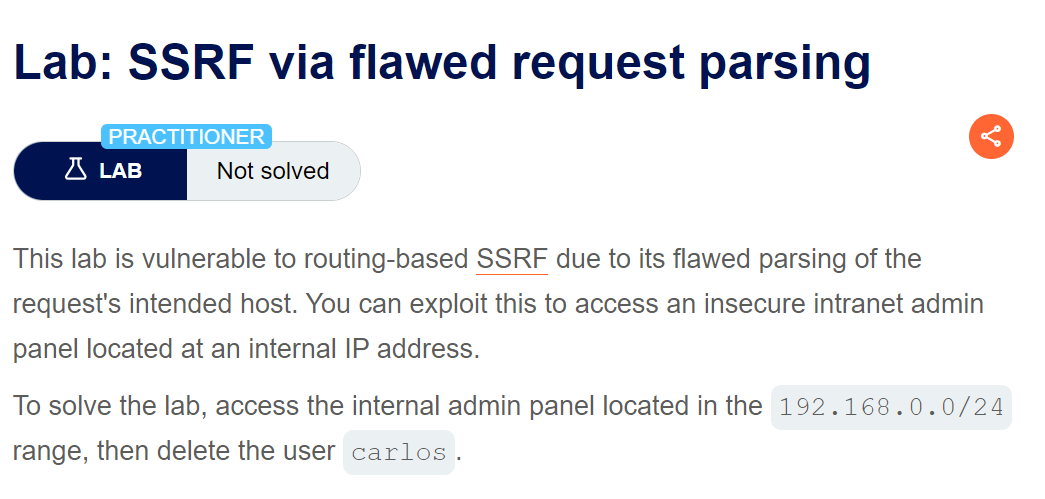 Lab: SSRF via flawed request parsing
PRACTITIONER
LAB Not solved
This lab is vulnerable to routing-based SSRF due to its flawed parsing of the
request's intended host. You can exploit this to access an insecure intranet admin
panel located at an internal IP address.
To solve the lab, access the internal admin panel located in the 192.168.0.0/24
range, then delete the user carlos.